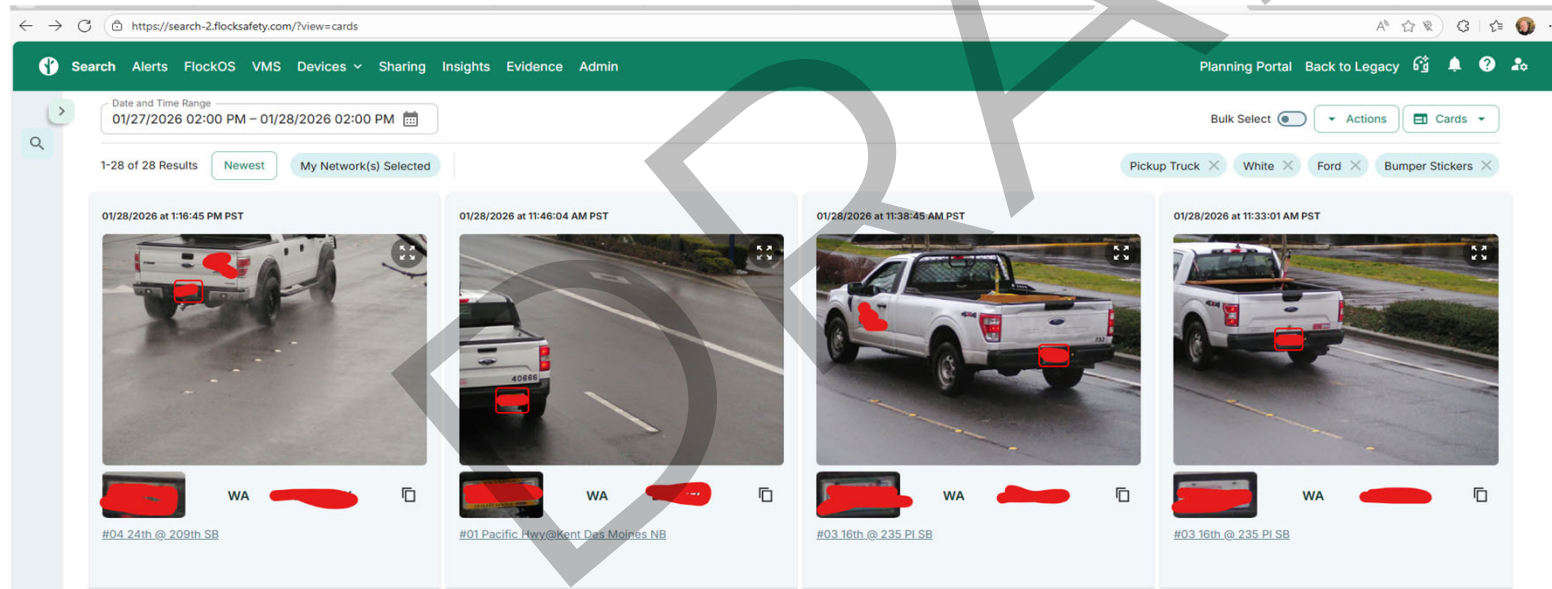 https://search-2.flocksafety.com/?view=cards
Search Alerts FlockOS VMS Devices Sharing Insights Evidence Admin Planning Portal Back to Legacy
Date and Time Range
01/27/2026 02:00 PM – 01/28/2026 02:00 PM
Bulk Select Actions Cards
1-28 of 28 Results Newest My Network(s) Selected Pickup Truck White Ford Bumper Stickers
01/28/2026 at 1:16:45 PM PST 01/28/2026 at 11:46:04 AM PST 01/28/2026 at 11:38:45 AM PST 01/28/2026 at 11:33:01 AM PST
40666
4x4
732
4x4
WA WA WA WA
#04 24th @ 209th SB #01 Pacific Hwy@Kent Des Moines NB #03 16th @ 235 Pl SB #03 16th @ 235 Pl SB
DRA